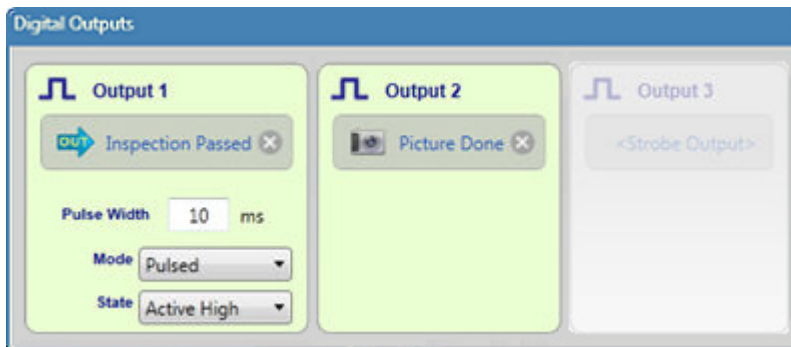 Digital Outputs
Output 1
OUT Inspection Passed
Pulse Width 10 ms
Mode Pulsed
State Active High
Output 2
Picture Done
Output 3
<Strobe Output>